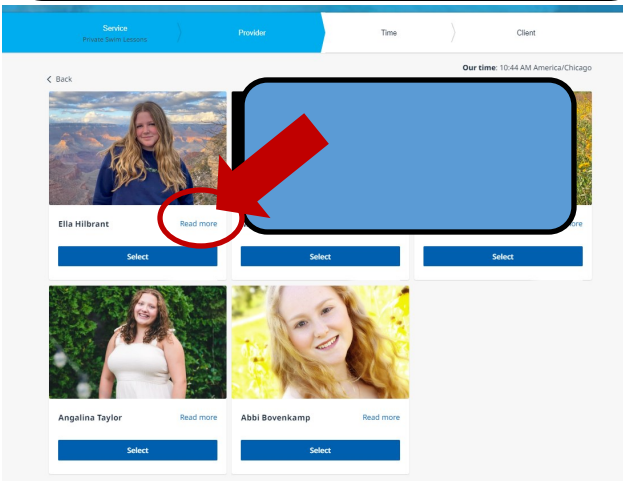 Service
Private Swim Lessons
Provider
Time
Client
Our time: 10:44 AM America/Chicago
Back
Ella Hilbrant
Read more
Select
Select
Select
Angalina Taylor
Read more
Abbi Bovenkamp
Read more
Select
Select